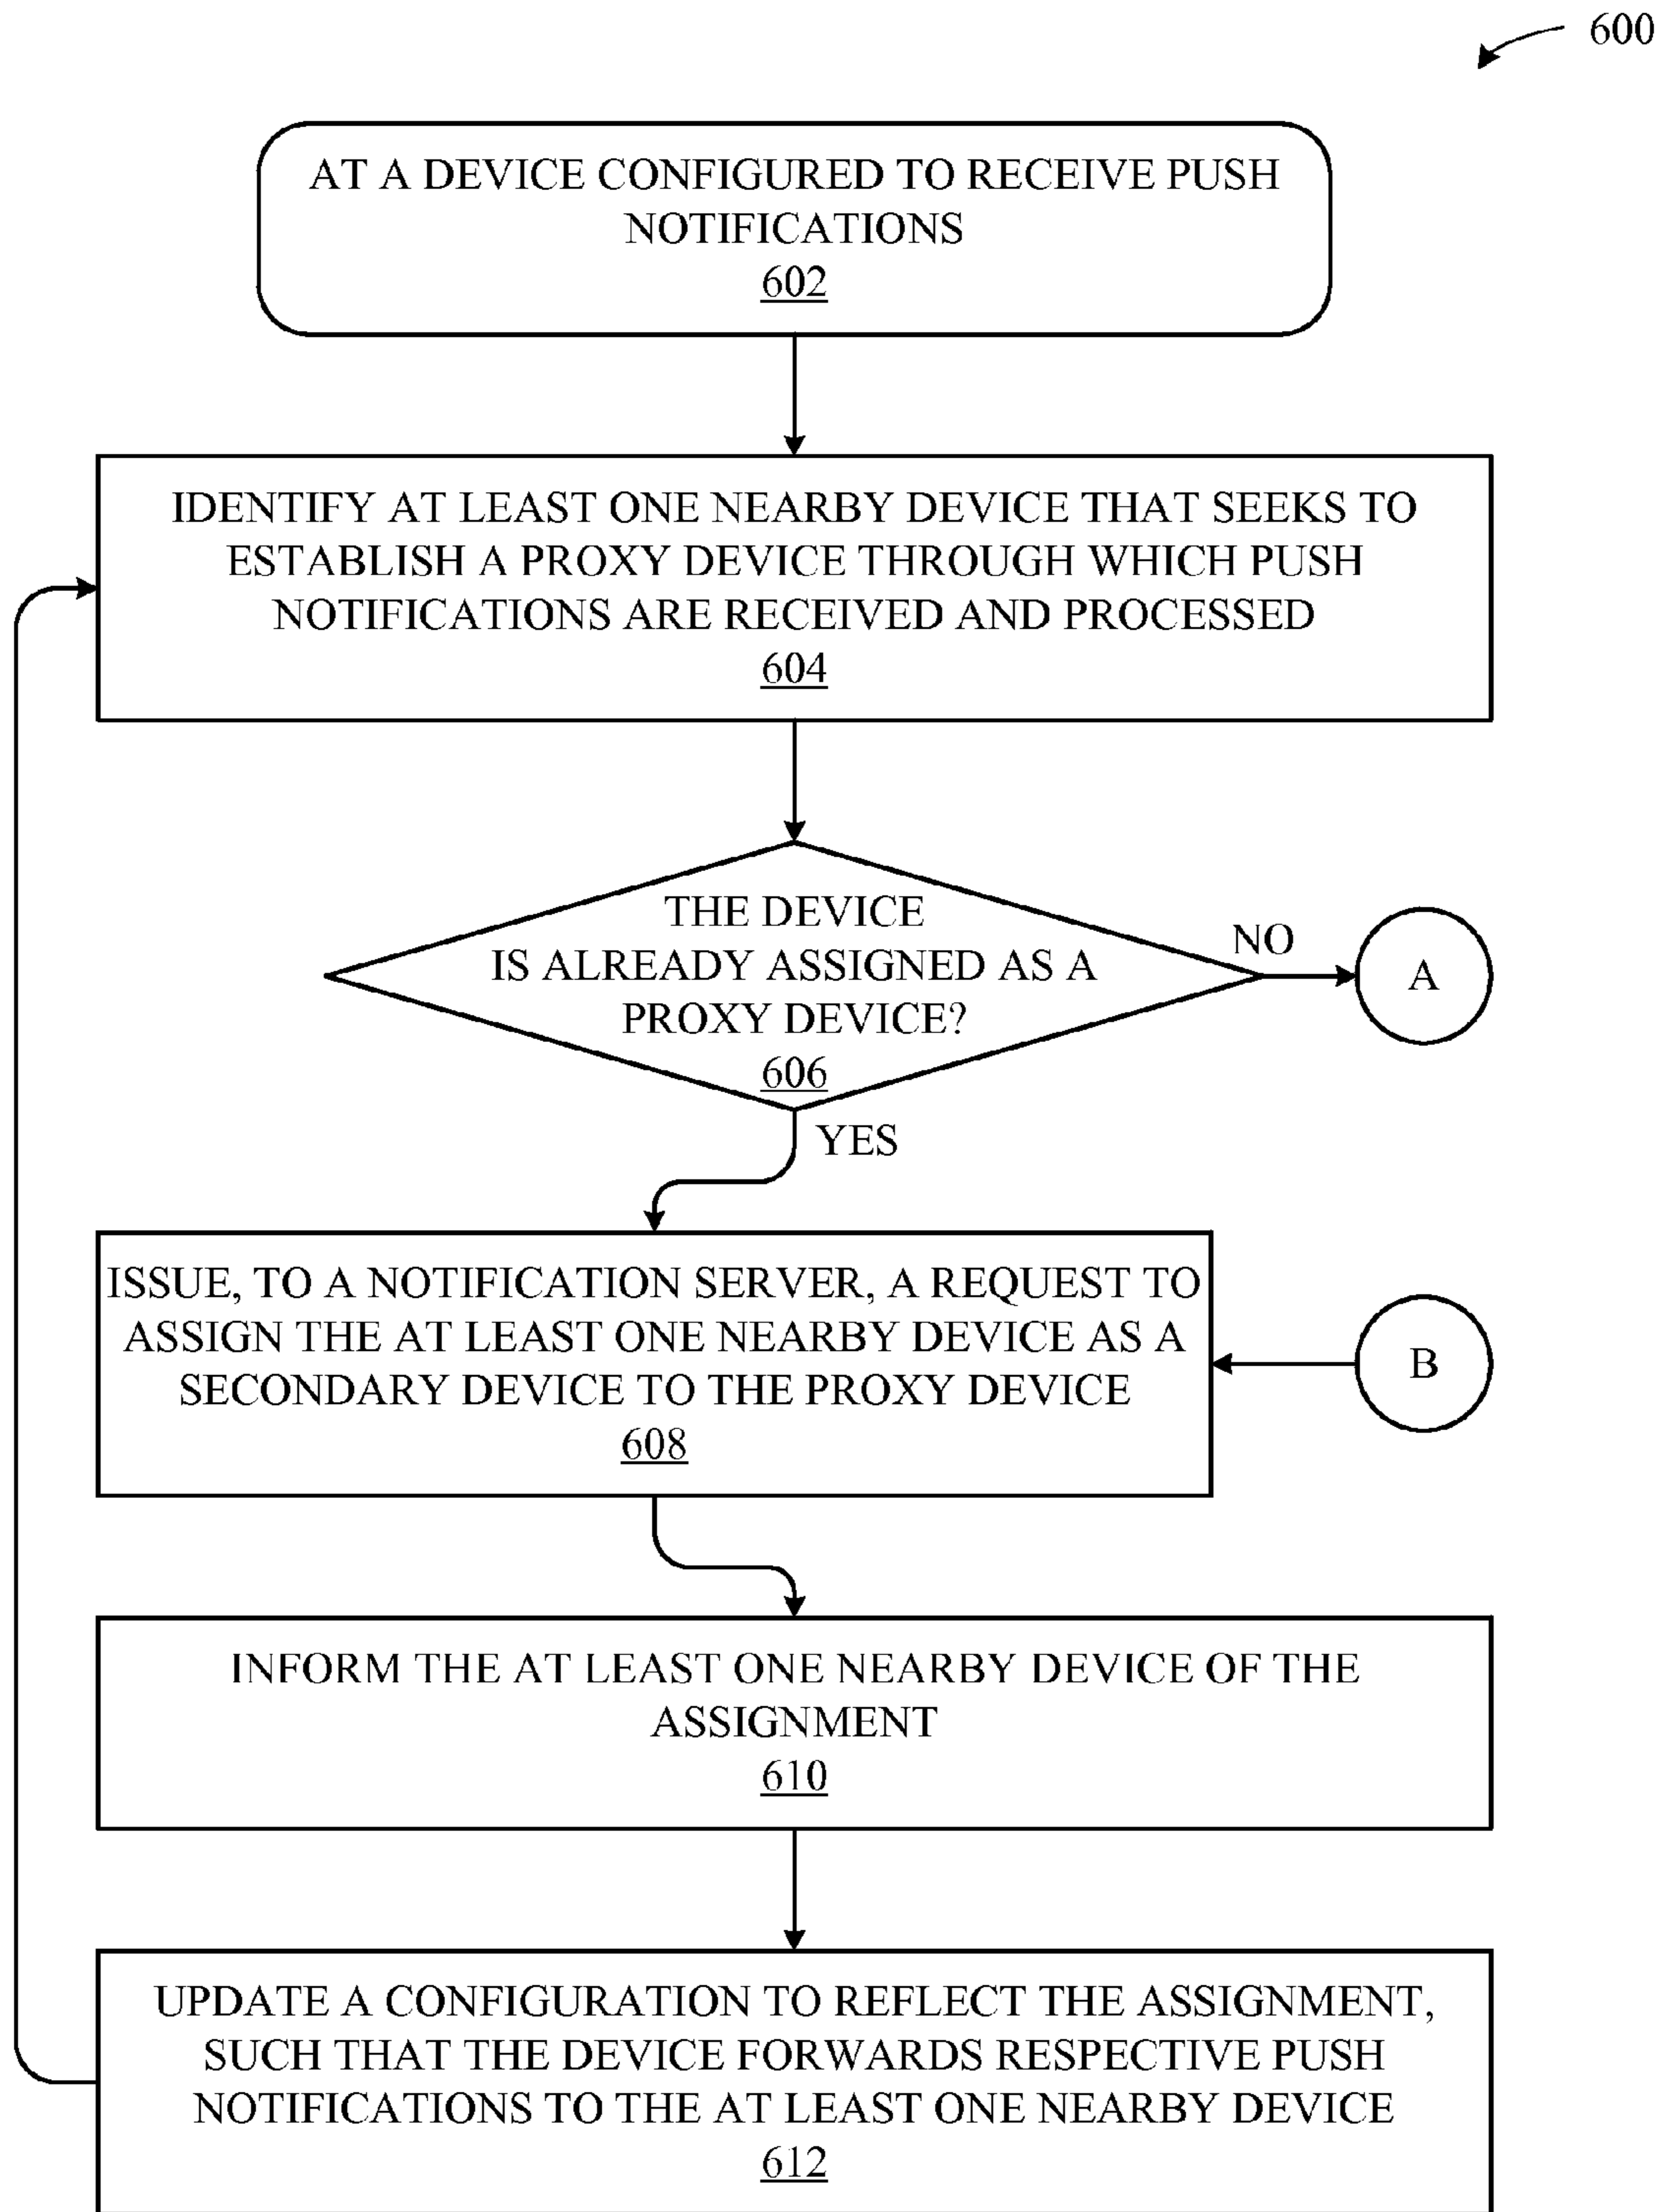 600
AT A DEVICE CONFIGURED TO RECEIVE PUSH
NOTIFICATIONS
602
IDENTIFY AT LEAST ONE NEARBY DEVICE THAT SEEKS TO
ESTABLISH A PROXY DEVICE THROUGH WHICH PUSH
NOTIFICATIONS ARE RECEIVED AND PROCESSED
604
THE DEVICE
IS ALREADY ASSIGNED AS A
PROXY DEVICE?
606
NO
A
YES
ISSUE, TO A NOTIFICATION SERVER, A REQUEST TO
ASSIGN THE AT LEAST ONE NEARBY DEVICE AS A
SECONDARY DEVICE TO THE PROXY DEVICE
608
B
INFORM THE AT LEAST ONE NEARBY DEVICE OF THE
ASSIGNMENT
610
UPDATE A CONFIGURATION TO REFLECT THE ASSIGNMENT,
SUCH THAT THE DEVICE FORWARDS RESPECTIVE PUSH
NOTIFICATIONS TO THE AT LEAST ONE NEARBY DEVICE
612